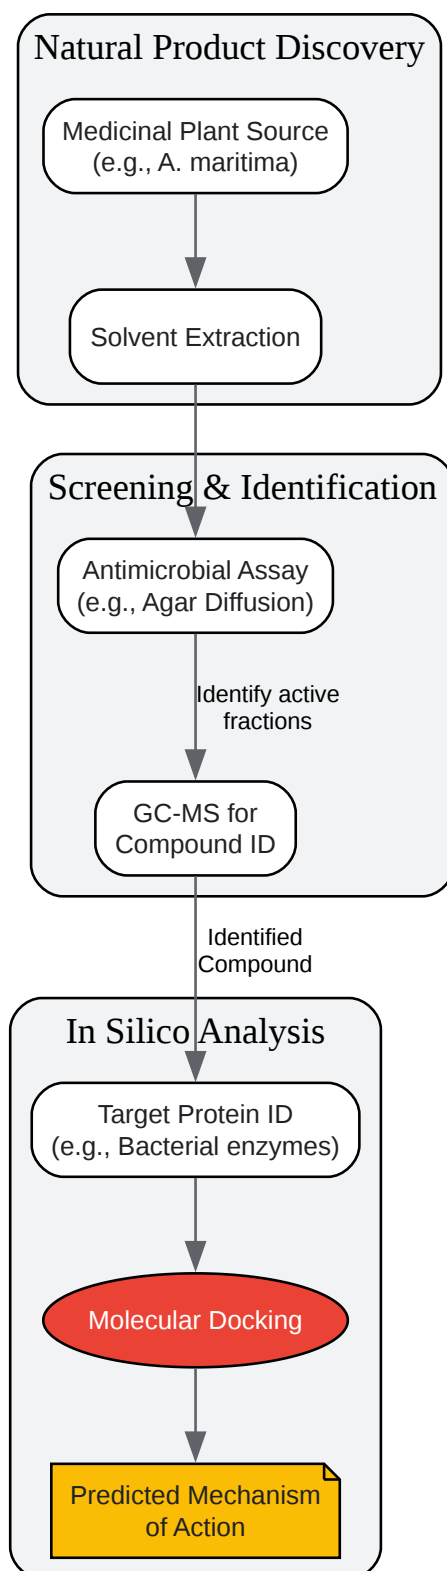 Natural Product Discovery
Medicinal Plant Source
(e.g., A. maritima)
Solvent Extraction
Screening & Identification
Antimicrobial Assay
(e.g., Agar Diffusion)
Identify active
fractions
GC-MS for
Compound ID
Identified
Compound
In Silico Analysis
Target Protein ID
(e.g., Bacterial enzymes)
Molecular Docking
Predicted Mechanism
of Action